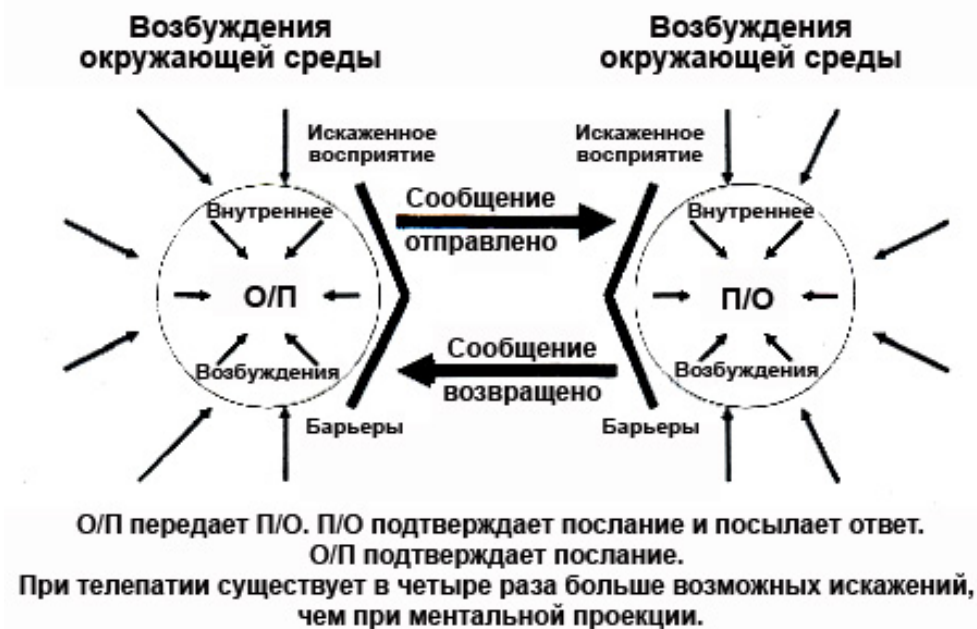 Возбуждения
окружающей среды
Возбуждения
окружающей среды
Искаженное
восприятие
Искаженное
восприятие
Сообщение
отправлено
Внутреннее
Внутреннее
О/П
П/О
Сообщение
возвращено
Возбуждения
Возбуждения
Барьеры
Барьеры
О/П передает П/О. П/О подтверждает послание и посылает ответ.
О/П подтверждает послание.
При телепатии существует в четыре раза больше возможных искажений,
чем при ментальной проекции.